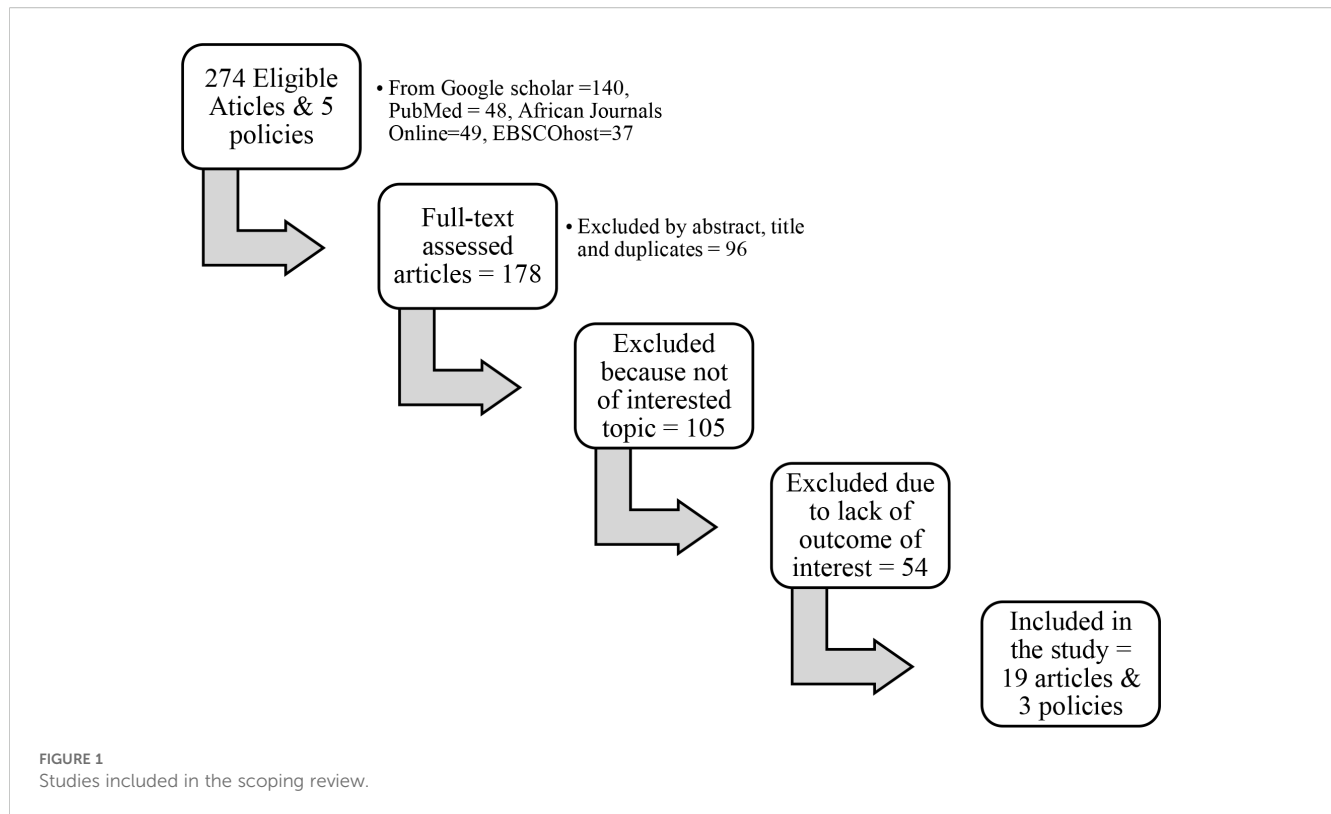 274 Eligible
Aticles & 5
policies
• From Google scholar =140,
PubMed = 48, African Journals
Online=49, EBSCOhost=37
Full-text
assessed
articles = 178
• Excluded by abstract, title
and duplicates = 96
Excluded
because not
of interested
topic = 105
Excluded due
to lack of
outcome of
interest = 54
Included in
the study =
19 articles &
3 policies
FIGURE 1
Studies included in the scoping review.